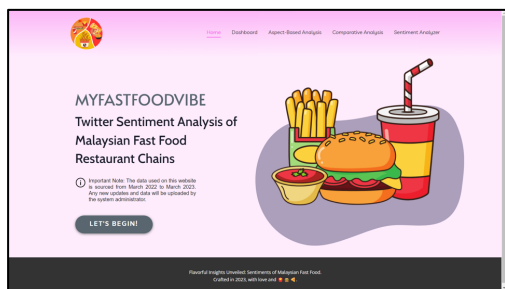 Home Dashboard Aspect-Based Analysis Comparative Analysis Sentiment Analyzer
MYFASTFOODVIBE
Twitter Sentiment Analysis of
Malaysian Fast Food
Restaurant Chains
Important Note: The data used on this website
is sourced from March 2022 to March 2023.
Any new updates and data will be uploaded by
the system administrator.
LET'S BEGIN!
Flavorful Insights Unveiled: Sentiments of Malaysian Fast Food.
Crafted in 2023, with love and 🍟 🍔 🍕.